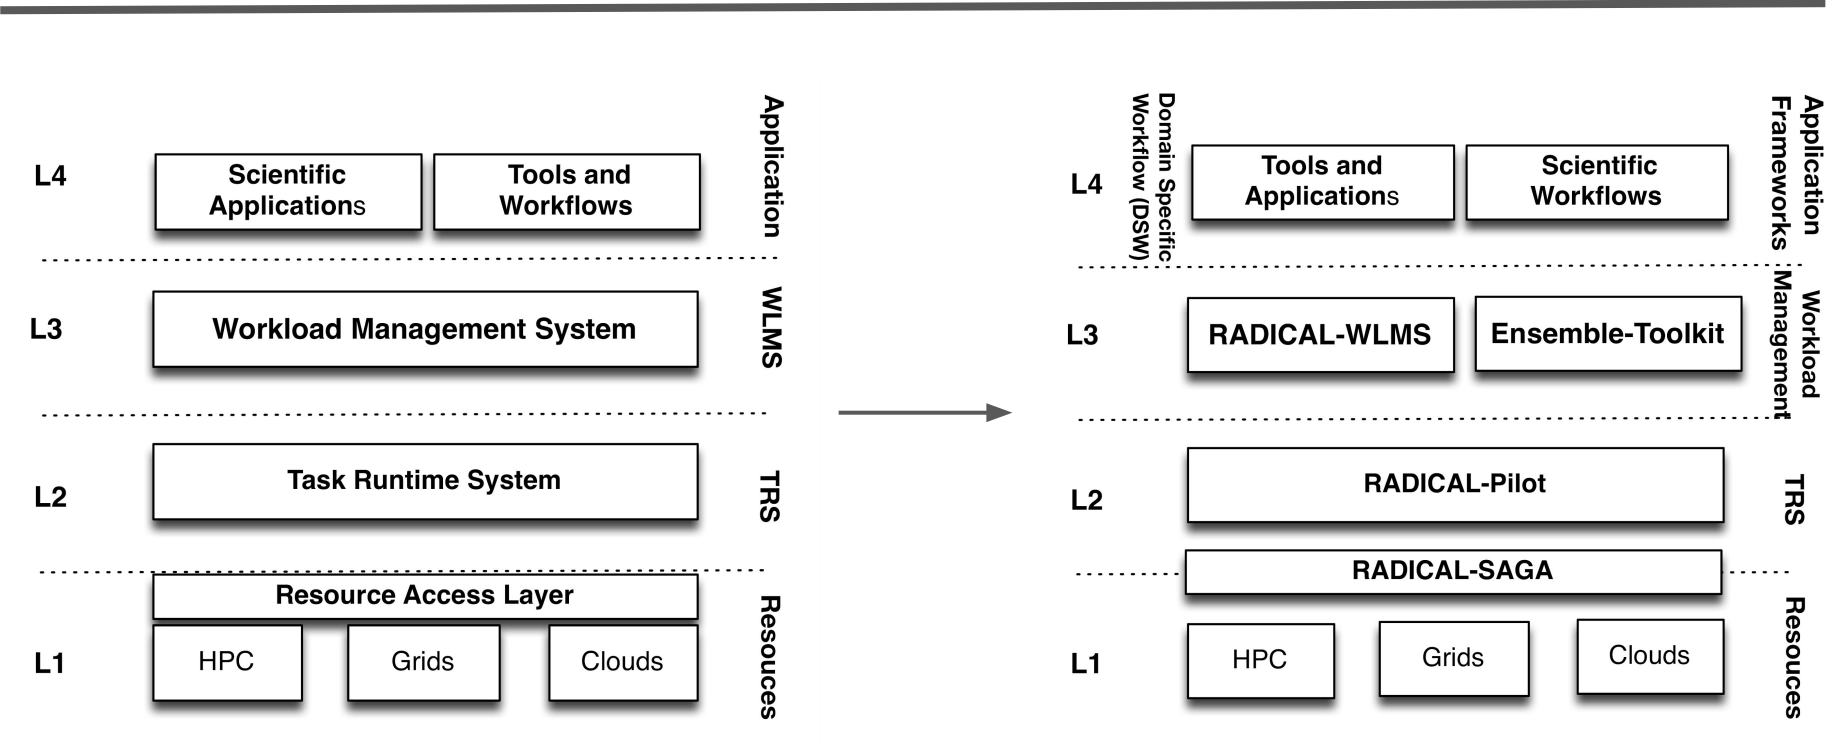 Application
L4
Scientific
Applications
Tools and
Workflows
L3
Workload Management System
WLMS
L2
Task Runtime System
TRS
Resource Access Layer
L1
HPC
Grids
Clouds
Resouces
Domain Specific
Workflow (DSW)
Application
Frameworks
L4
Tools and
Applications
Scientific
Workflows
L3
RADICAL-WLMS
Ensemble-Toolkit
Workload
Management
L2
RADICAL-Pilot
TRS
RADICAL-SAGA
L1
HPC
Grids
Clouds
Resouces